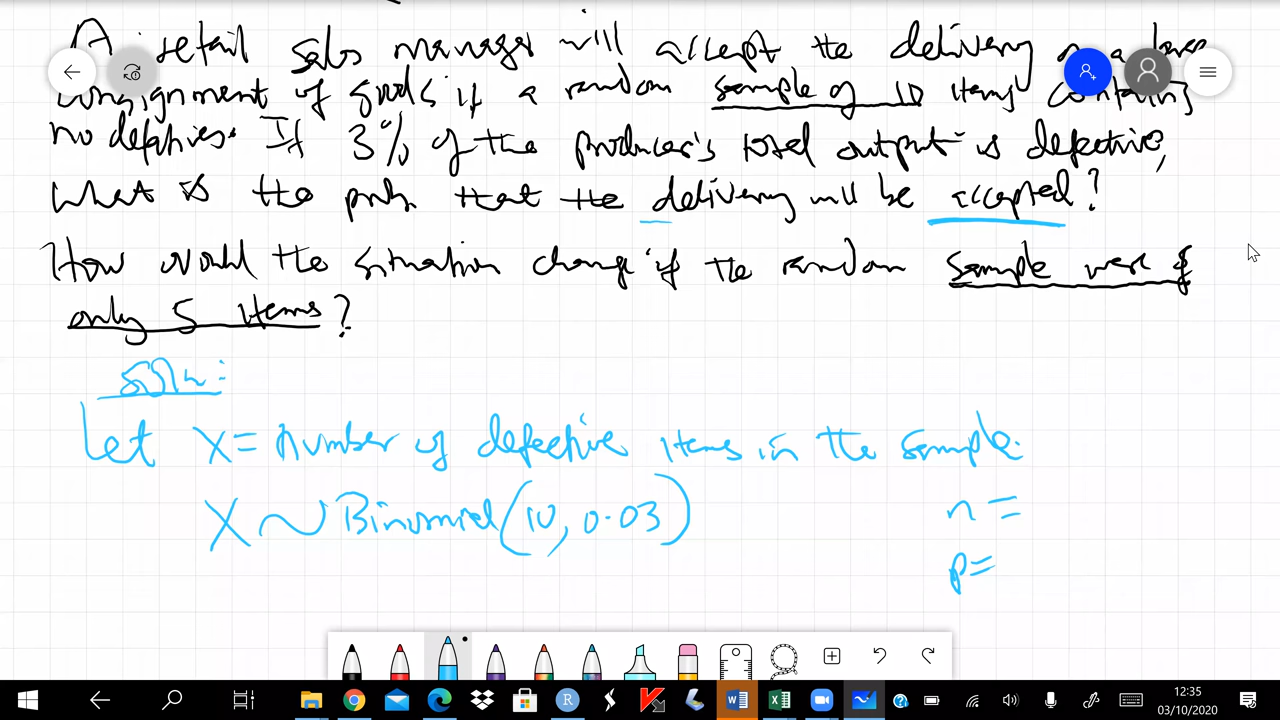 A retail sales manager will accept the delivery of a large
consignment of goods if a random sample of 10 items contains
no defectives. If 3% of the producer's total output is defective,
what is the prob. that the delivery will be accepted?
How would the situation change if the random sample were of
only 5 items?
Soln:
Let X = number of defective items in the sample.
X ~ Binomial (10, 0.03)
n =
p =
12:35
03/10/2020